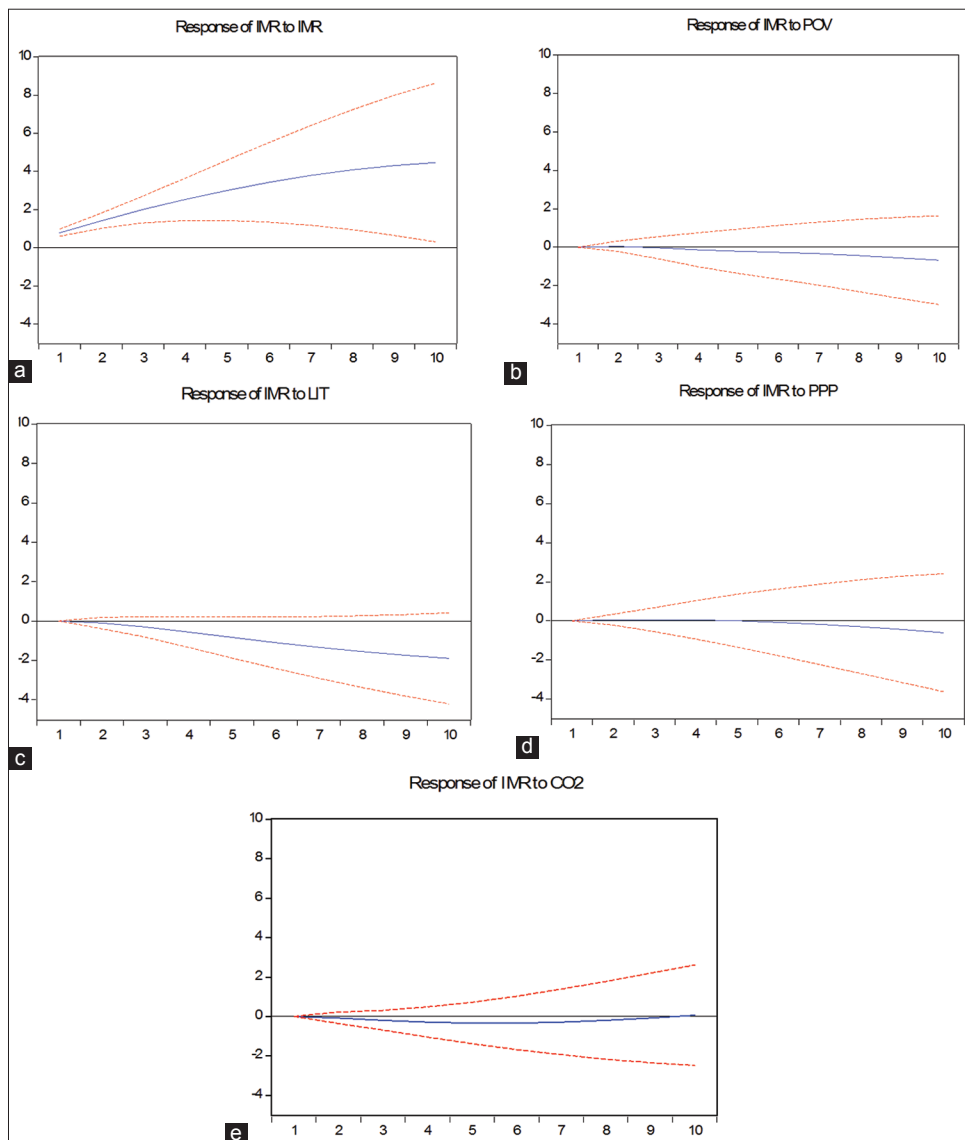 Response of IMR to IMR
10
8
6
4
2
0
-2
-4
1 2 3 4 5 6 7 8 9 10
a
Response of IMR to POV
10
8
6
4
2
0
-2
-4
1 2 3 4 5 6 7 8 9 10
b
Response of IMR to LIT
10
8
6
4
2
0
-2
-4
1 2 3 4 5 6 7 8 9 10
c
Response of IMR to PPP
10
8
6
4
2
0
-2
-4
1 2 3 4 5 6 7 8 9 10
d
Response of IMR to CO2
10
8
6
4
2
0
-2
-4
1 2 3 4 5 6 7 8 9 10
e